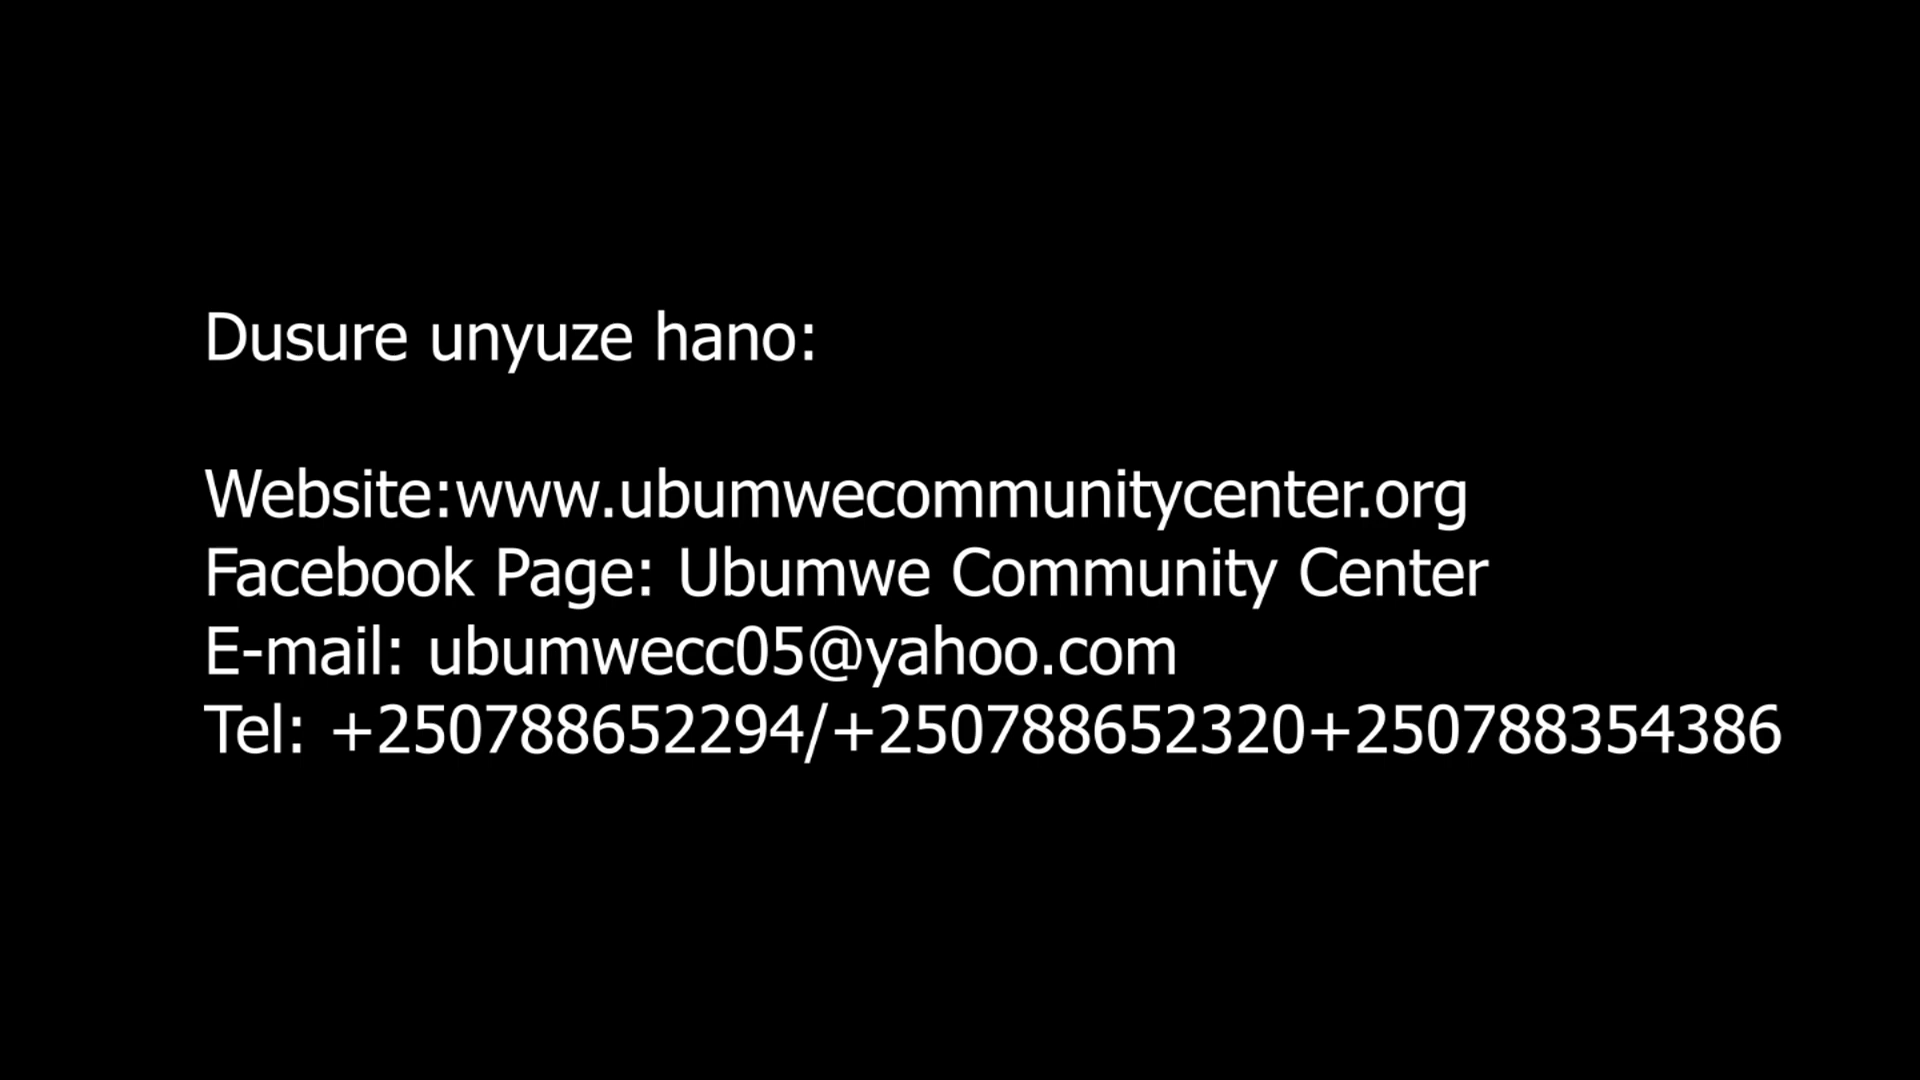 Dusure unyuze hano:
Website:www.ubumwecommunitycenter.org
Facebook Page: Ubumwe Community Center
E-mail: ubumwecc05@yahoo.com
Tel: +250788652294/+250788652320+250788354386